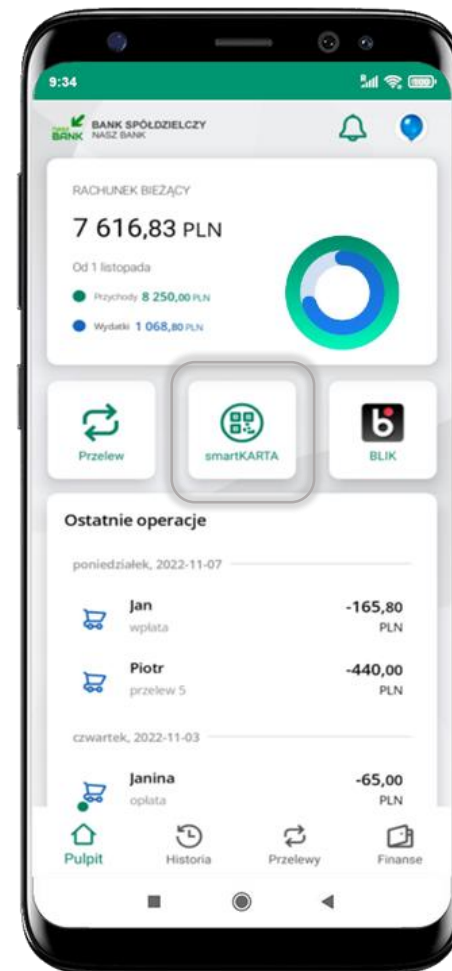 9:34
100
nasz BANK SPÓŁDZIELCZY
BANK NASZ BANK
RACHUNEK BIEŻĄCY
7 616,83 PLN
Od 1 listopada
Przychody 8 250,00 PLN
Wydatki 1 068,80 PLN
Przelew
smartKARTA
BLIK
Ostatnie operacje
poniedziałek, 2022-11-07
Jan -165,80
wpłata PLN
Piotr -440,00
przelew 5 PLN
czwartek, 2022-11-03
Janina -65,00
opłata PLN
Pulpit Historia Przelewy Finanse